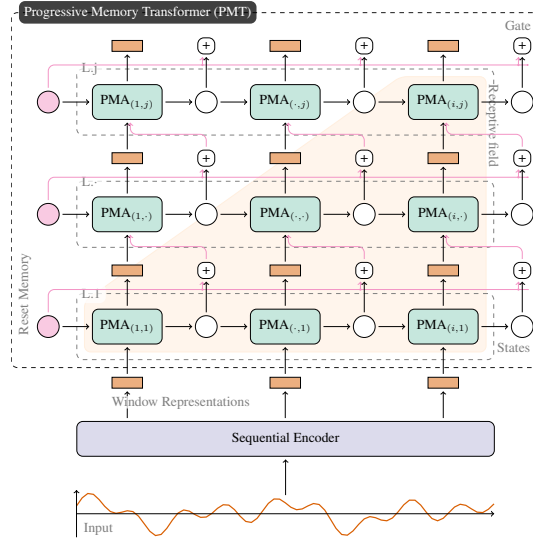 Progressive Memory Transformer (PMT)
Gate
+ + +
L.j
PMA(1,j) PMA(·,j) PMA(i,j)
Receptive field
+ + +
L.·
PMA(1,·) PMA(·,·) PMA(i,·)
+ + +
Reset Memory
L.1
PMA(1,1) PMA(·,1) PMA(i,1)
States
Window Representations
Sequential Encoder
Input